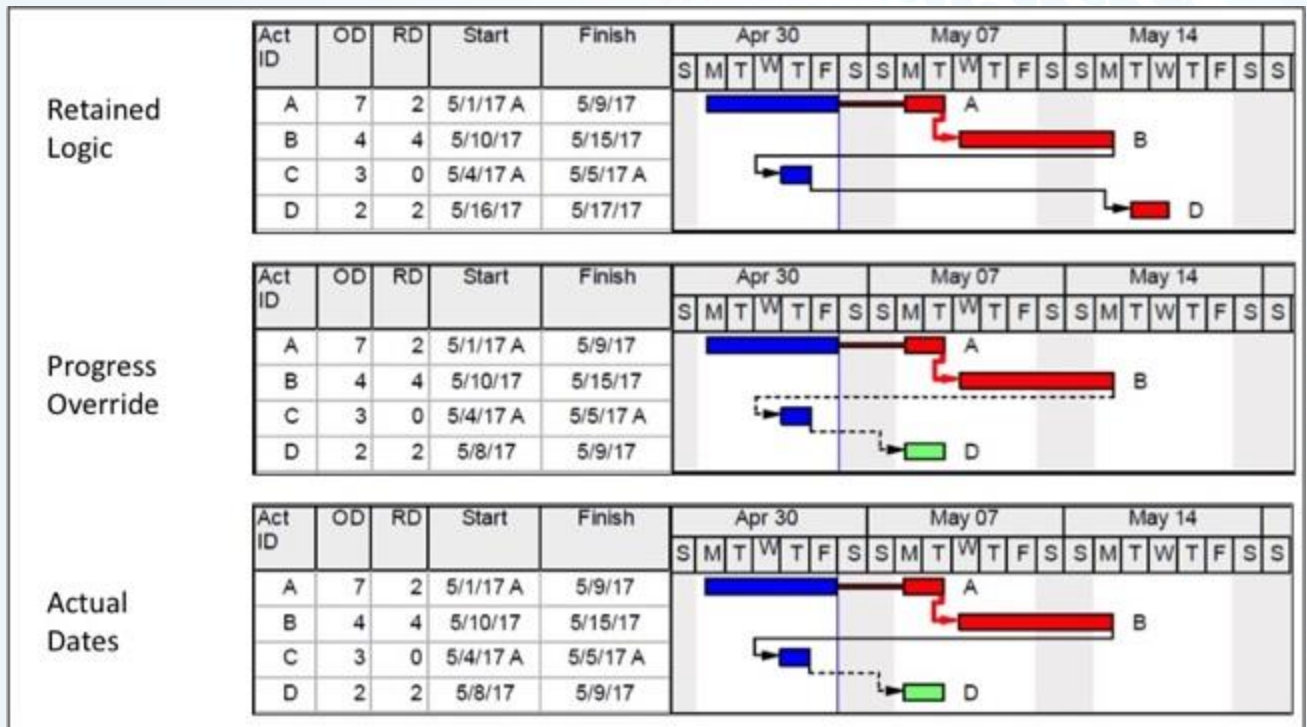 Retained
Logic
Act ID OD RD Start Finish Apr 30 May 07 May 14
S M T W T F S S M T W T F S S M T W T F S S
A 7 2 5/1/17 A 5/9/17 A
B 4 4 5/10/17 5/15/17 B
C 3 0 5/4/17 A 5/5/17 A
D 2 2 5/16/17 5/17/17 D
Progress
Override
Act ID OD RD Start Finish Apr 30 May 07 May 14
S M T W T F S S M T W T F S S M T W T F S S
A 7 2 5/1/17 A 5/9/17 A
B 4 4 5/10/17 5/15/17 B
C 3 0 5/4/17 A 5/5/17 A
D 2 2 5/8/17 5/9/17 D
Actual
Dates
Act ID OD RD Start Finish Apr 30 May 07 May 14
S M T W T F S S M T W T F S S M T W T F S S
A 7 2 5/1/17 A 5/9/17 A
B 4 4 5/10/17 5/15/17 B
C 3 0 5/4/17 A 5/5/17 A
D 2 2 5/8/17 5/9/17 D